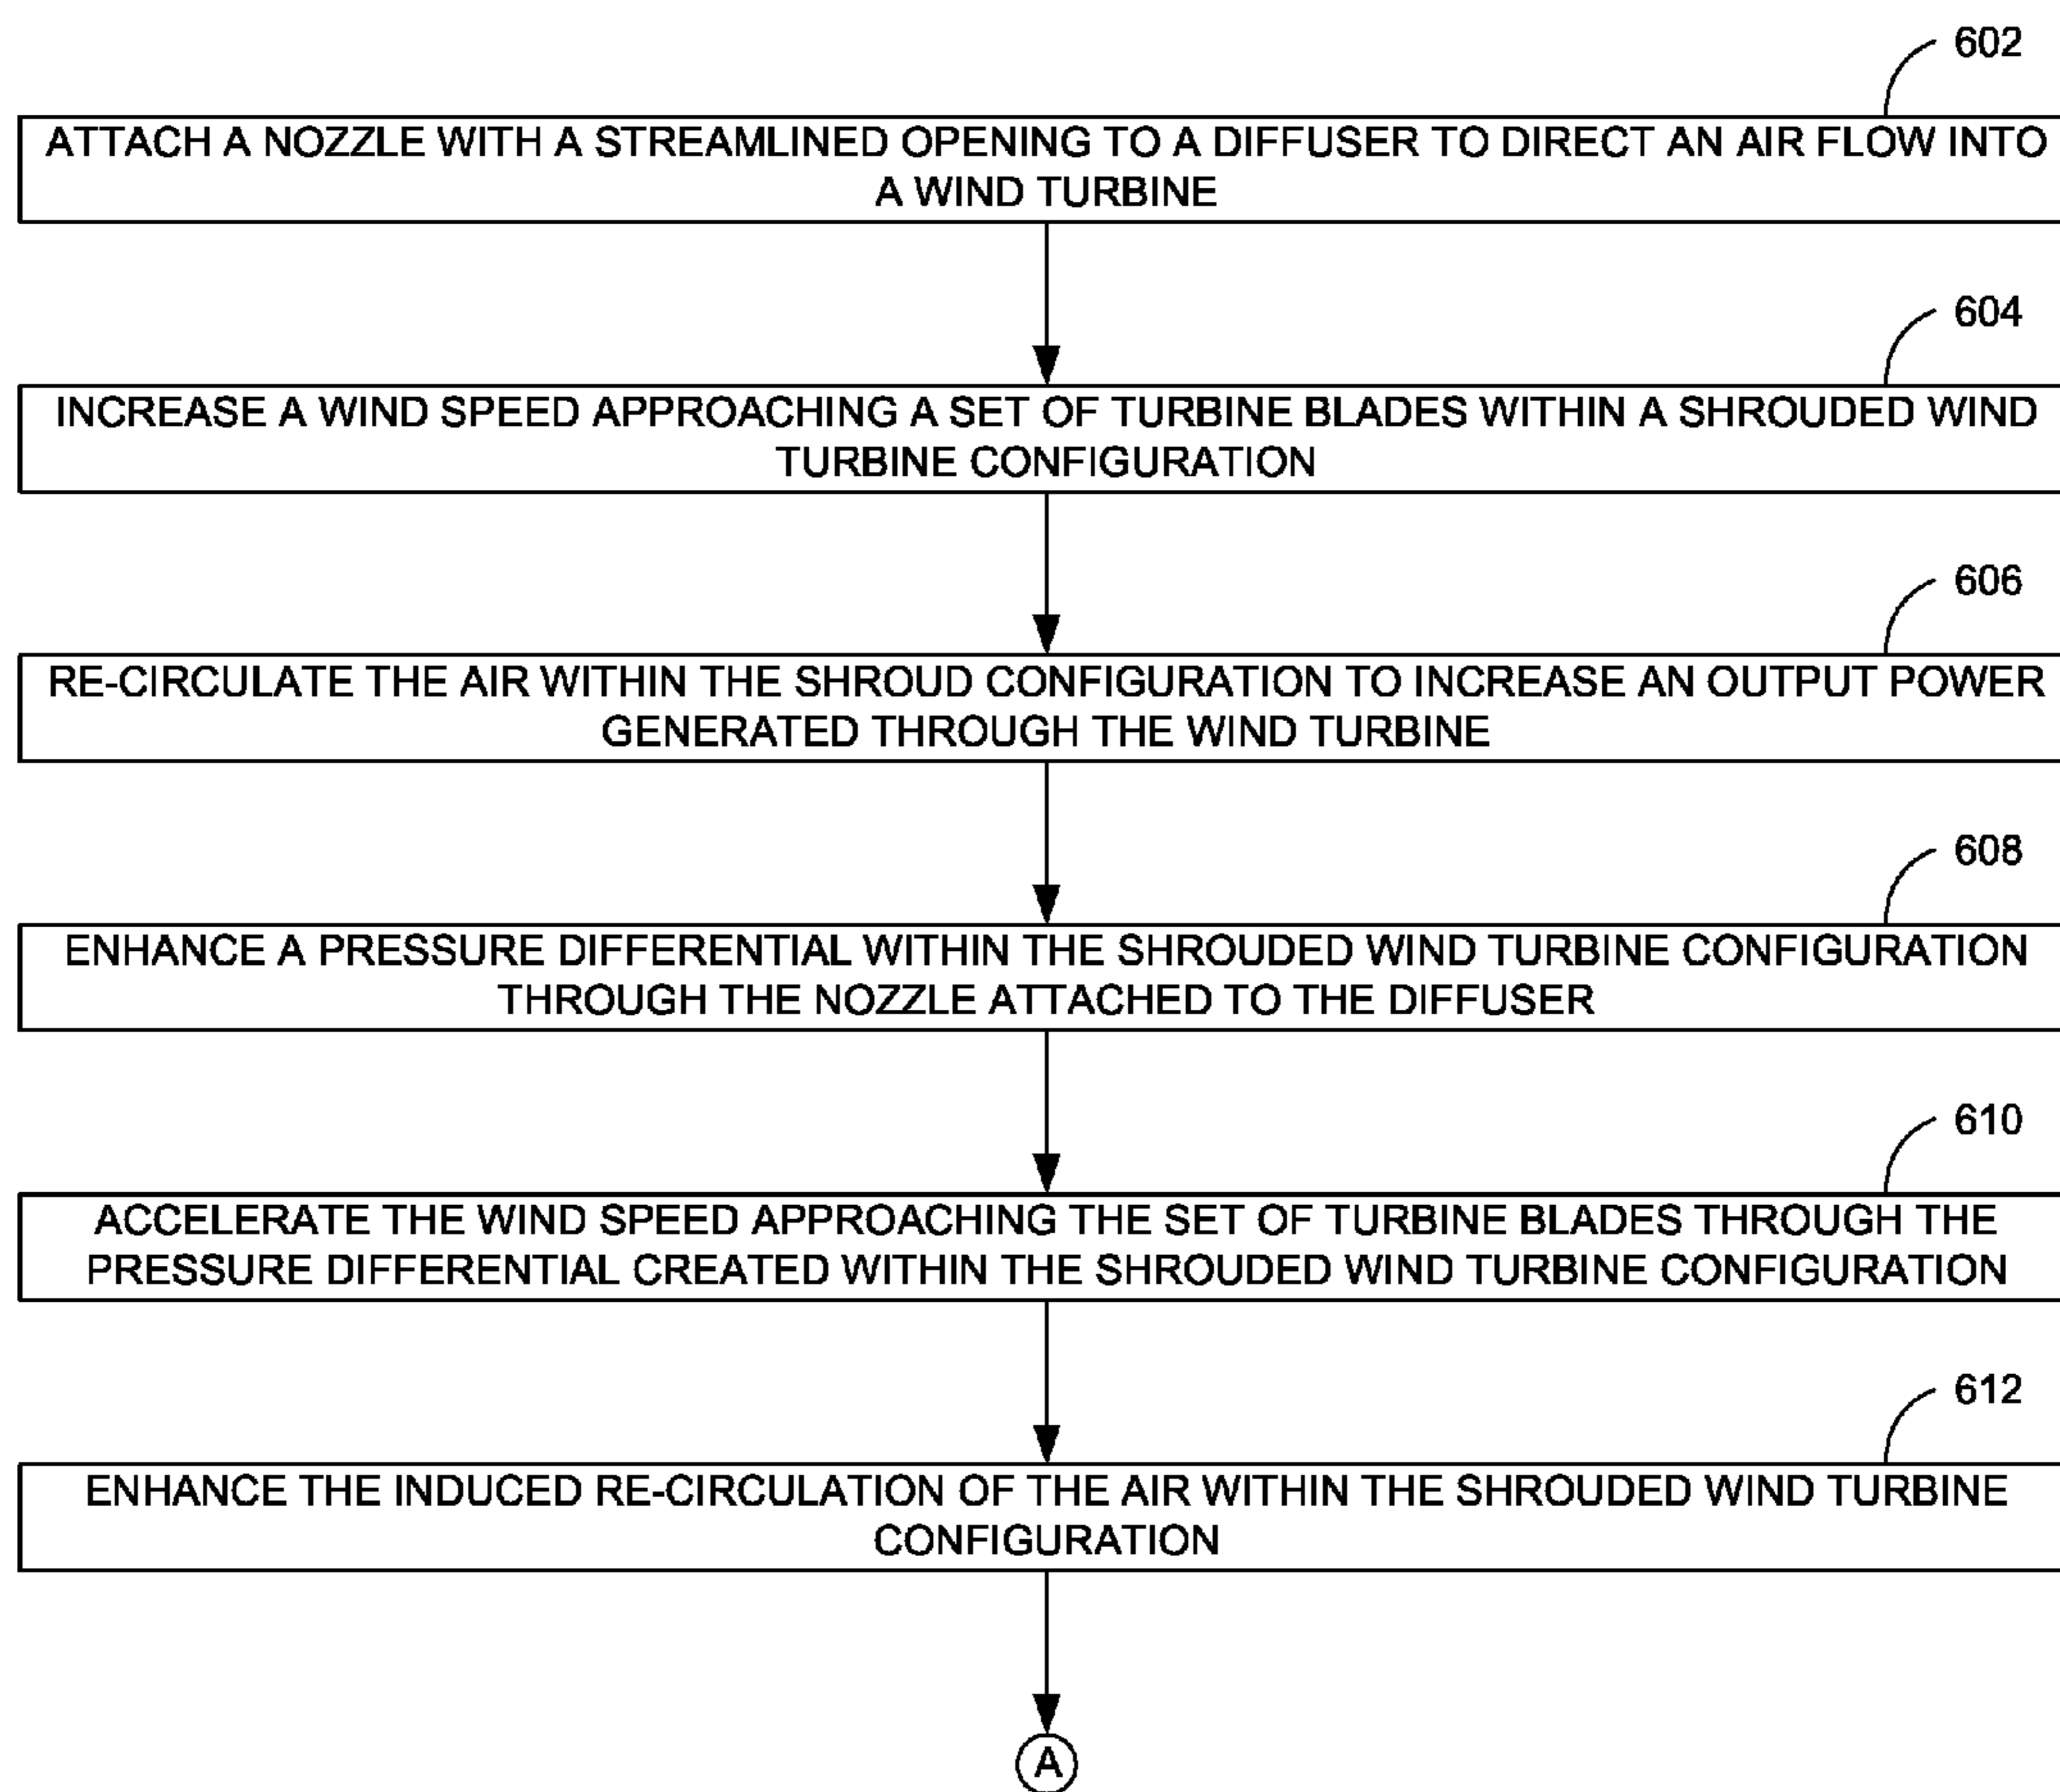 602
ATTACH A NOZZLE WITH A STREAMLINED OPENING TO A DIFFUSER TO DIRECT AN AIR FLOW INTO
A WIND TURBINE
604
INCREASE A WIND SPEED APPROACHING A SET OF TURBINE BLADES WITHIN A SHROUDED WIND
TURBINE CONFIGURATION
606
RE-CIRCULATE THE AIR WITHIN THE SHROUD CONFIGURATION TO INCREASE AN OUTPUT POWER
GENERATED THROUGH THE WIND TURBINE
608
ENHANCE A PRESSURE DIFFERENTIAL WITHIN THE SHROUDED WIND TURBINE CONFIGURATION
THROUGH THE NOZZLE ATTACHED TO THE DIFFUSER
610
ACCELERATE THE WIND SPEED APPROACHING THE SET OF TURBINE BLADES THROUGH THE
PRESSURE DIFFERENTIAL CREATED WITHIN THE SHROUDED WIND TURBINE CONFIGURATION
612
ENHANCE THE INDUCED RE-CIRCULATION OF THE AIR WITHIN THE SHROUDED WIND TURBINE
CONFIGURATION
A